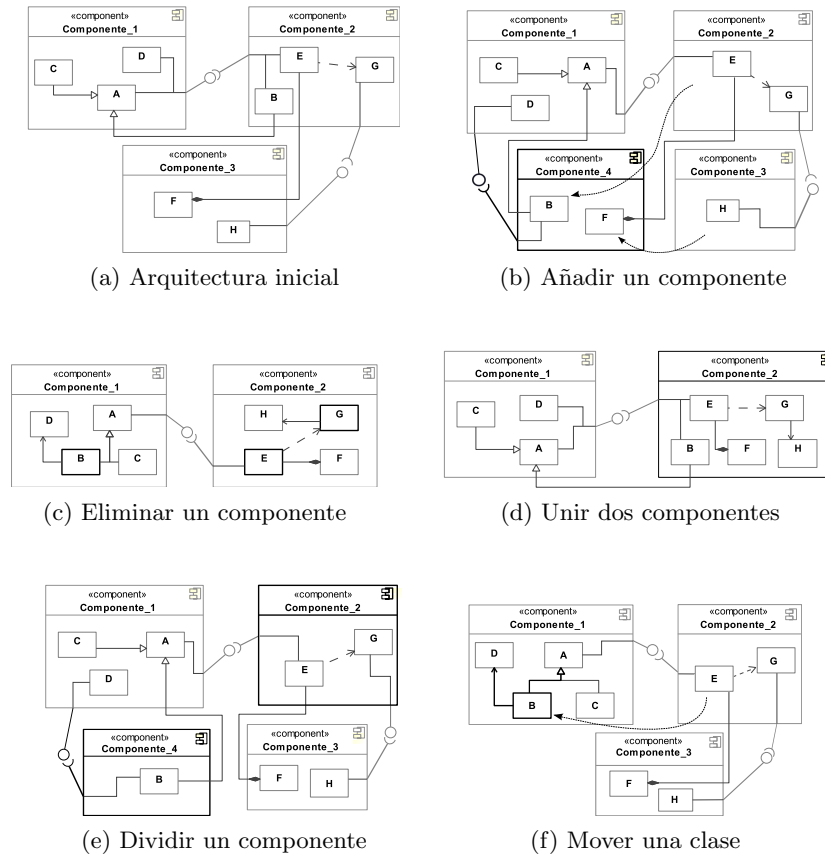 «component»
Componente_1
«component»
Componente_2
D
C
A
E
G
B
«component»
Componente_3
F
H
(a) Arquitectura inicial
«component»
Componente_1
«component»
Componente_2
C
A
E
D
G
«component»
Componente_4
«component»
Componente_3
B
F
H
(b) Añadir un componente
«component»
Componente_1
«component»
Componente_2
D
A
H
G
B
C
E
F
(c) Eliminar un componente
«component»
Componente_1
«component»
Componente_2
C
D
E
G
A
B
F
H
(d) Unir dos componentes
«component»
Componente_1
«component»
Componente_2
C
A
G
D
E
«component»
Componente_4
«component»
Componente_3
B
F
H
(e) Dividir un componente
«component»
Componente_1
«component»
Componente_2
D
A
G
E
B
C
«component»
Componente_3
F
H
(f) Mover una clase